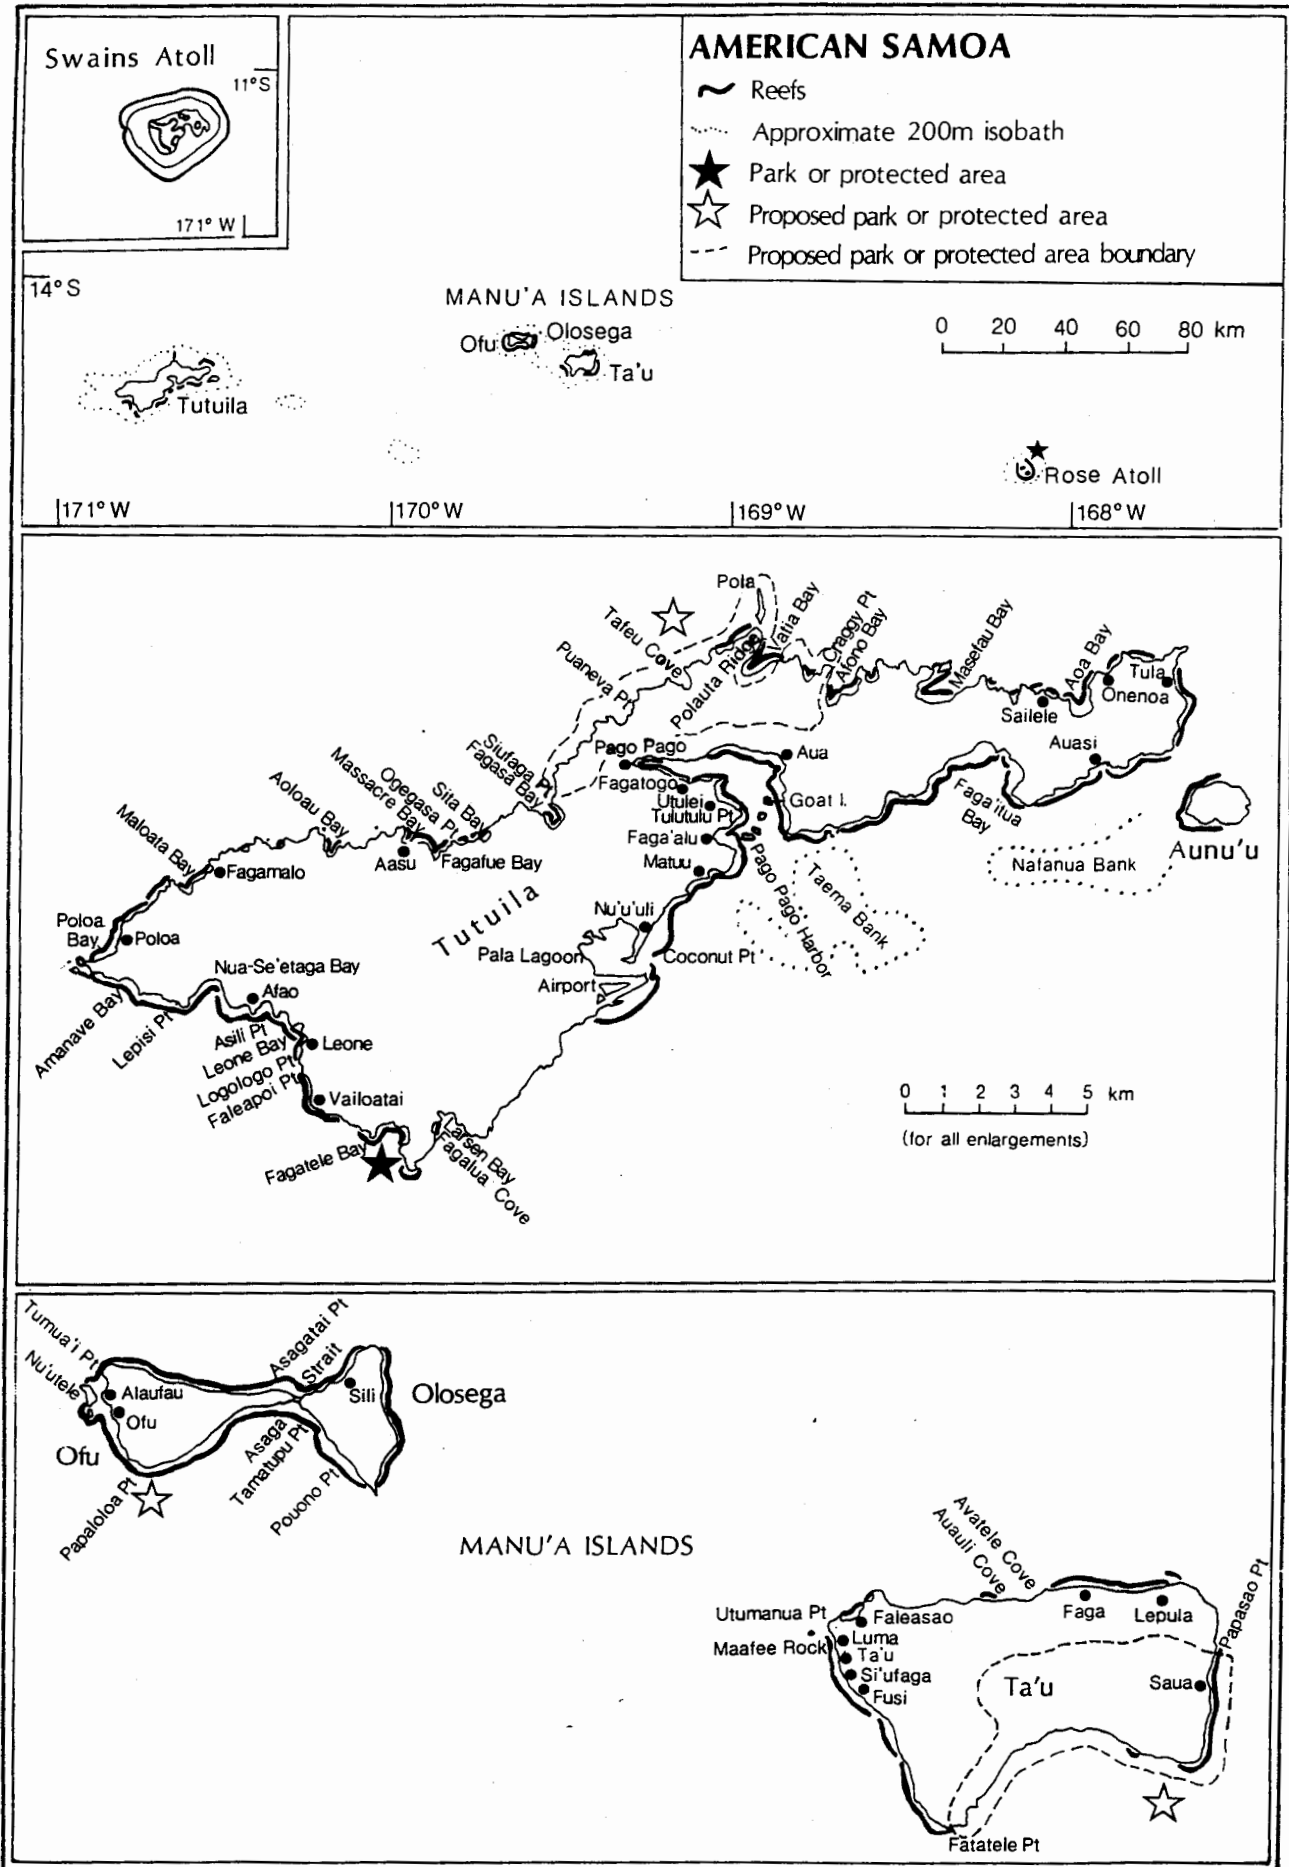 Swains Atoll
11°S
171° W
AMERICAN SAMOA
Reefs
Approximate 200m isobath
Park or protected area
Proposed park or protected area
Proposed park or protected area boundary
14°S
MANU'A ISLANDS
Ofu
Olosega
Ta'u
Tutuila
0 20 40 60 80 km
Rose Atoll
171° W
170° W
169° W
168° W
Pola
Tafeu Cove
Puaneva Pt
Polauta Ridge
Vatia Bay
Craggy Pt
Afono Bay
Masefau Bay
Aoa Bay
Tula
Onenoa
Sailele
Auasi
Siufaga Pt
Fagasa Bay
Pago Pago
Aua
Fagatogo
Utulei
Tulutulu Pt
Goat I.
Faga'alu
Matuu
Faga'itua
Bay
Aunu'u
Nafanua Bank
Taema Bank
Pago Pago Harbor
Sita Bay
Ogegasa Pt
Massacre Bay
Aoloau Bay
Maloata Bay
Fagamalo
Aasu
Fagafue Bay
Tutuila
Nu'u'uli
Pala Lagoon
Coconut Pt
Airport
Poloa
Bay
Poloa
Nua-Se'etaga Bay
Afao
Amanave Bay
Lepisi Pt
Asili Pt
Leone Bay
Leone
Logologo Pt
Faleapoi Pt
Vailoatai
Fagatele Bay
Larsen Bay
Fagalua Cove
0 1 2 3 4 5 km
(for all enlargements)
Tumua'i Pt
Nu'utele
Alaufau
Ofu
Ofu
Papaloloa Pt
Asagatai Pt
Strait
Sili
Olosega
Asaga
Tamatupu Pt
Pouono Pt
MANU'A ISLANDS
Avatele Cove
Auauli Cove
Utumanua Pt
Faleasao
Faga
Lepula
Papasao Pt
Maafee Rock
Luma
Ta'u
Si'ufaga
Fusi
Ta'u
Saua
Fatatele Pt